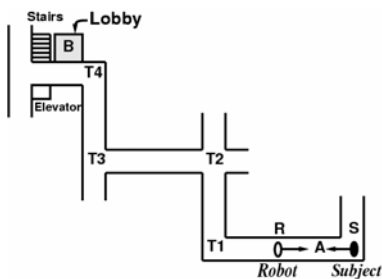 Stairs
Lobby
B
T4
Elevator
T3
T2
R
S
T1
A
Robot
Subject